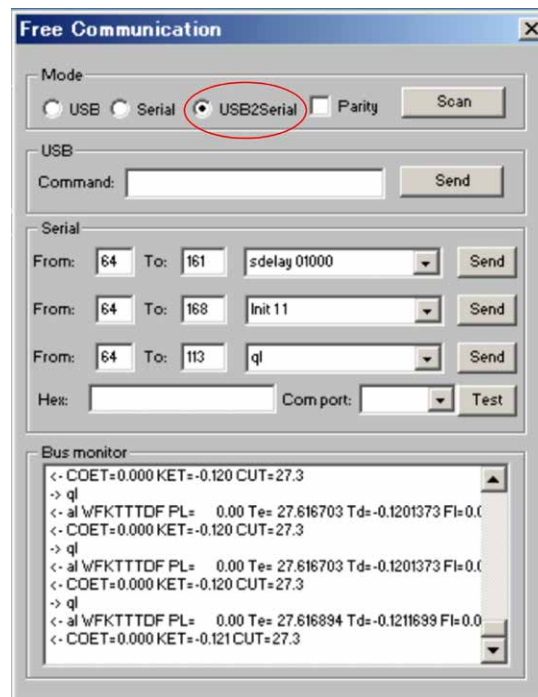 Free Communication
Mode
USB Serial USB2Serial Parity Scan
USB
Command: Send
Serial
From: 64 To: 161 sdelay 01000 Send
From: 64 To: 168 Init 11 Send
From: 64 To: 113 ql Send
Hex: Com port: Test
Bus monitor
<- COET=0.000 KET=-0.120 CUT=27.3
-> ql
<- al WFKTTTDF PL= 0.00 Te= 27.616703 Td=-0.1201373 Fl=0.0
<- COET=0.000 KET=-0.120 CUT=27.3
-> ql
<- al WFKTTTDF PL= 0.00 Te= 27.616703 Td=-0.1201373 Fl=0.0
<- COET=0.000 KET=-0.120 CUT=27.3
-> ql
<- al WFKTTTDF PL= 0.00 Te= 27.616894 Td=-0.1211699 Fl=0.0
<- COET=0.000 KET=-0.121 CUT=27.3